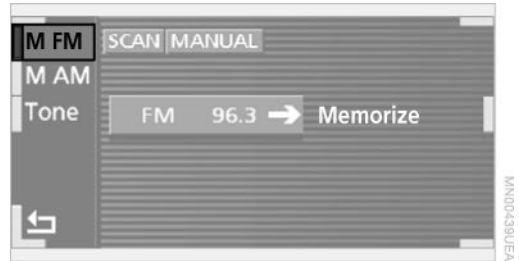 M FM SCAN MANUAL
M AM
Tone FM 96.3 Memorize
MN00439UEA